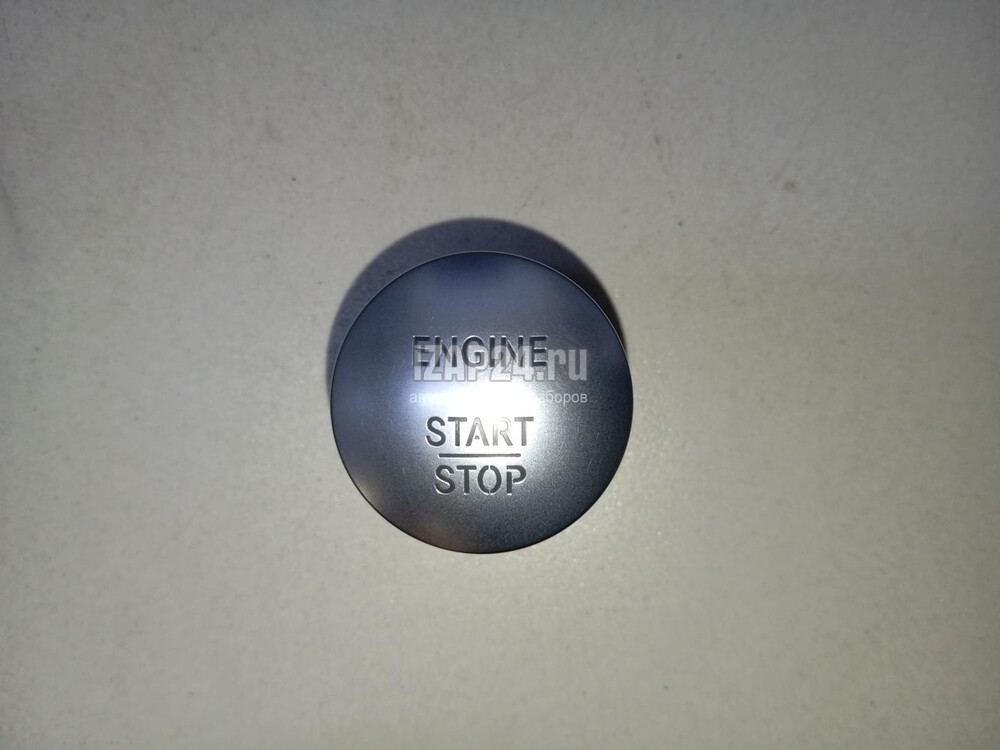 ENGINE
iZAP24.ru
START
STOP